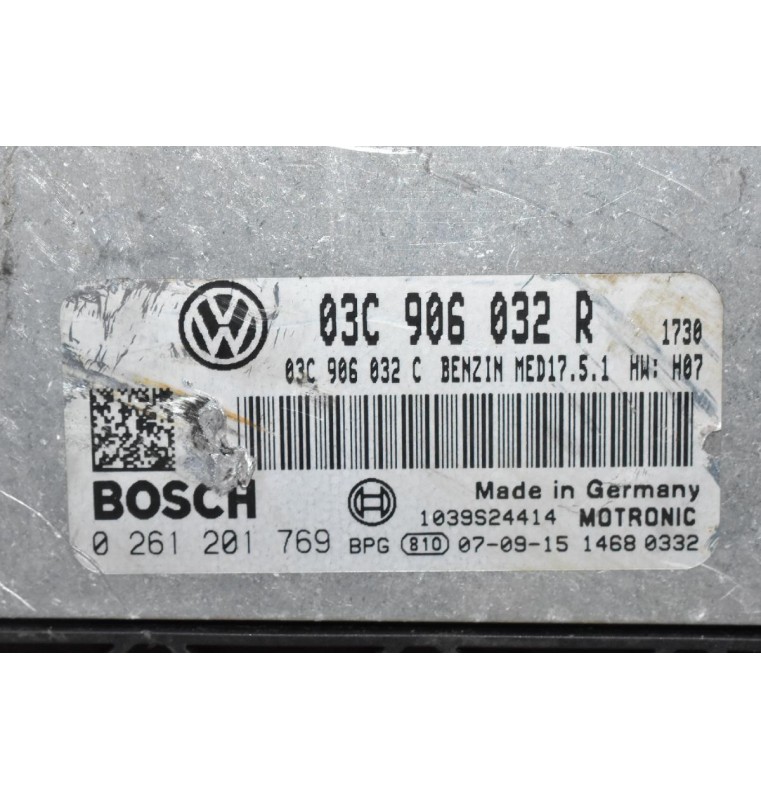 03C 906 032 R 1730
03C 906 032 C BENZIN MED17.5.1 HW: H07
BOSCH Made in Germany
1039S24414 MOTRONIC
0 261 201 769 BPG 810 07-09-15 1468 0332